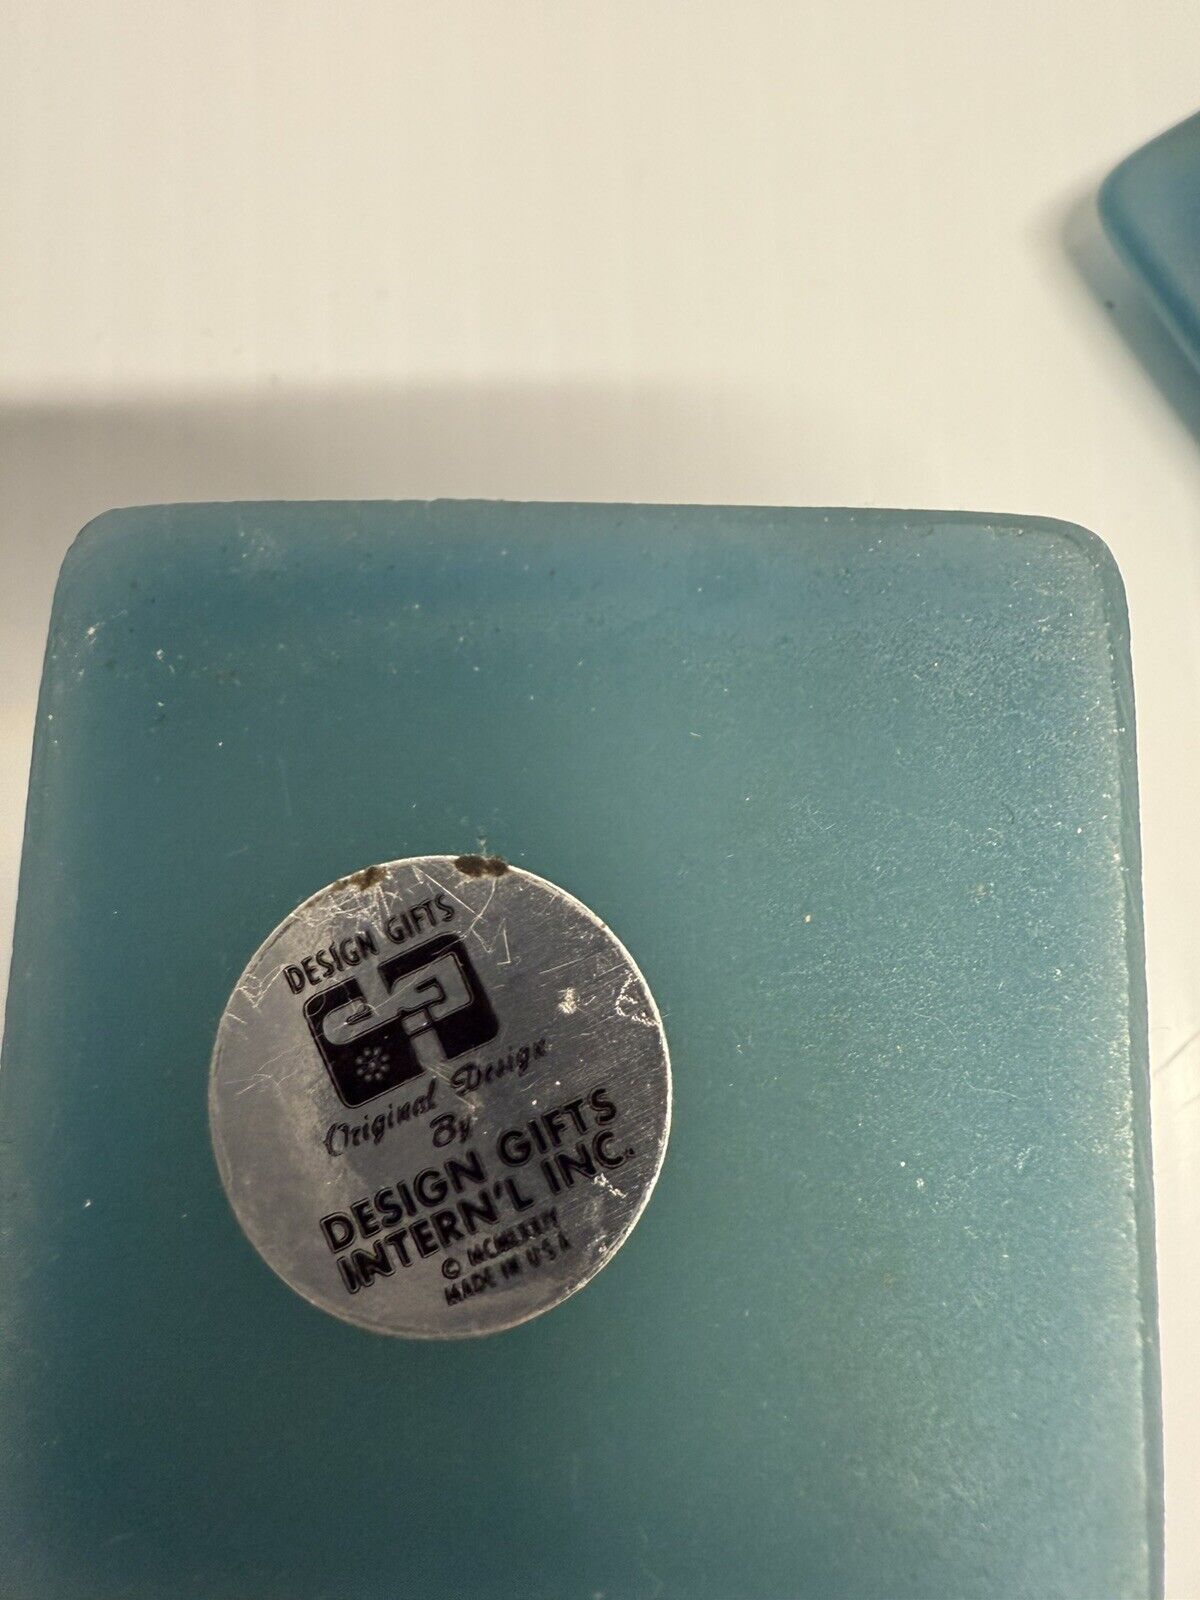 DESIGN GIFTS
Original Design
By
DESIGN GIFTS
INTERN'L INC.
©
MADE IN U.S.A